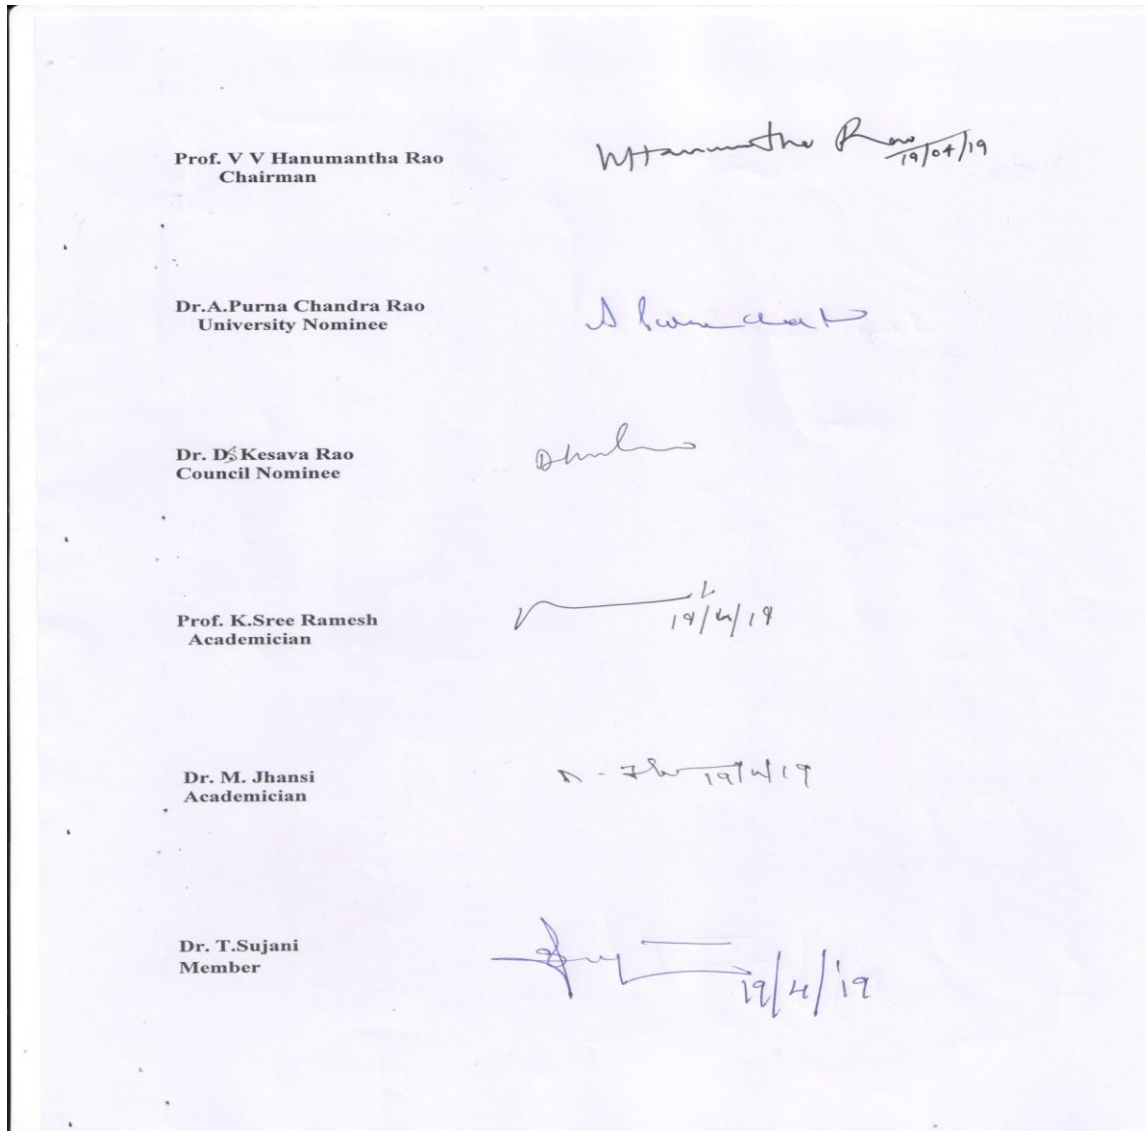 Prof. V V Hanumantha Rao
Chairman
VVHanumantha Rao
19/04/19
Dr.A.Purna Chandra Rao
University Nominee
Dr. DS Kesava Rao
Council Nominee
Prof. K.Sree Ramesh
Academician
19/4/19
Dr. M. Jhansi
Academician
19/4/19
Dr. T.Sujani
Member
19/4/19